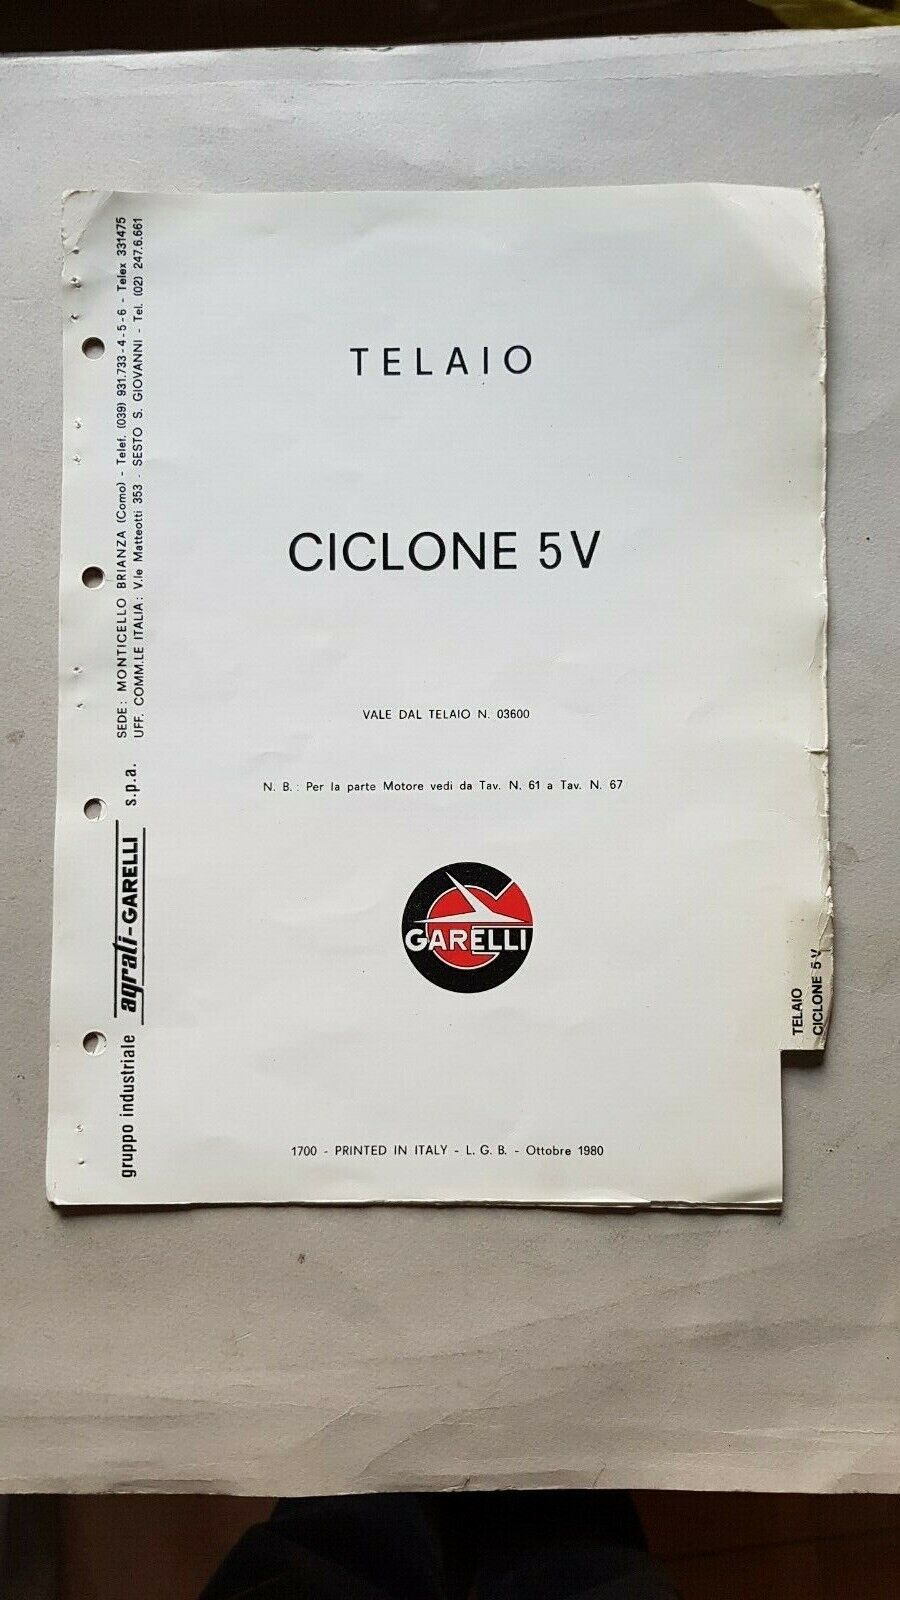 TELAIO
CICLONE 5V
VALE DAL TELAIO N. 03600
N. B. : Per la parte Motore vedi da Tav. N. 61 a Tav. N. 67
GARELLI
1700 - PRINTED IN ITALY - L. G. B. - Ottobre 1980
gruppo industriale agrati-GARELLI s.p.a.
SEDE : MONTICELLO BRIANZA (Como) - Telef. (039) 931.733-4-5-6 - Telex 331475
UFF. COMM.LE ITALIA : V.le Matteotti 353 - SESTO S. GIOVANNI - Tel. (02) 247.6.661
TELAIO
CICLONE 5V